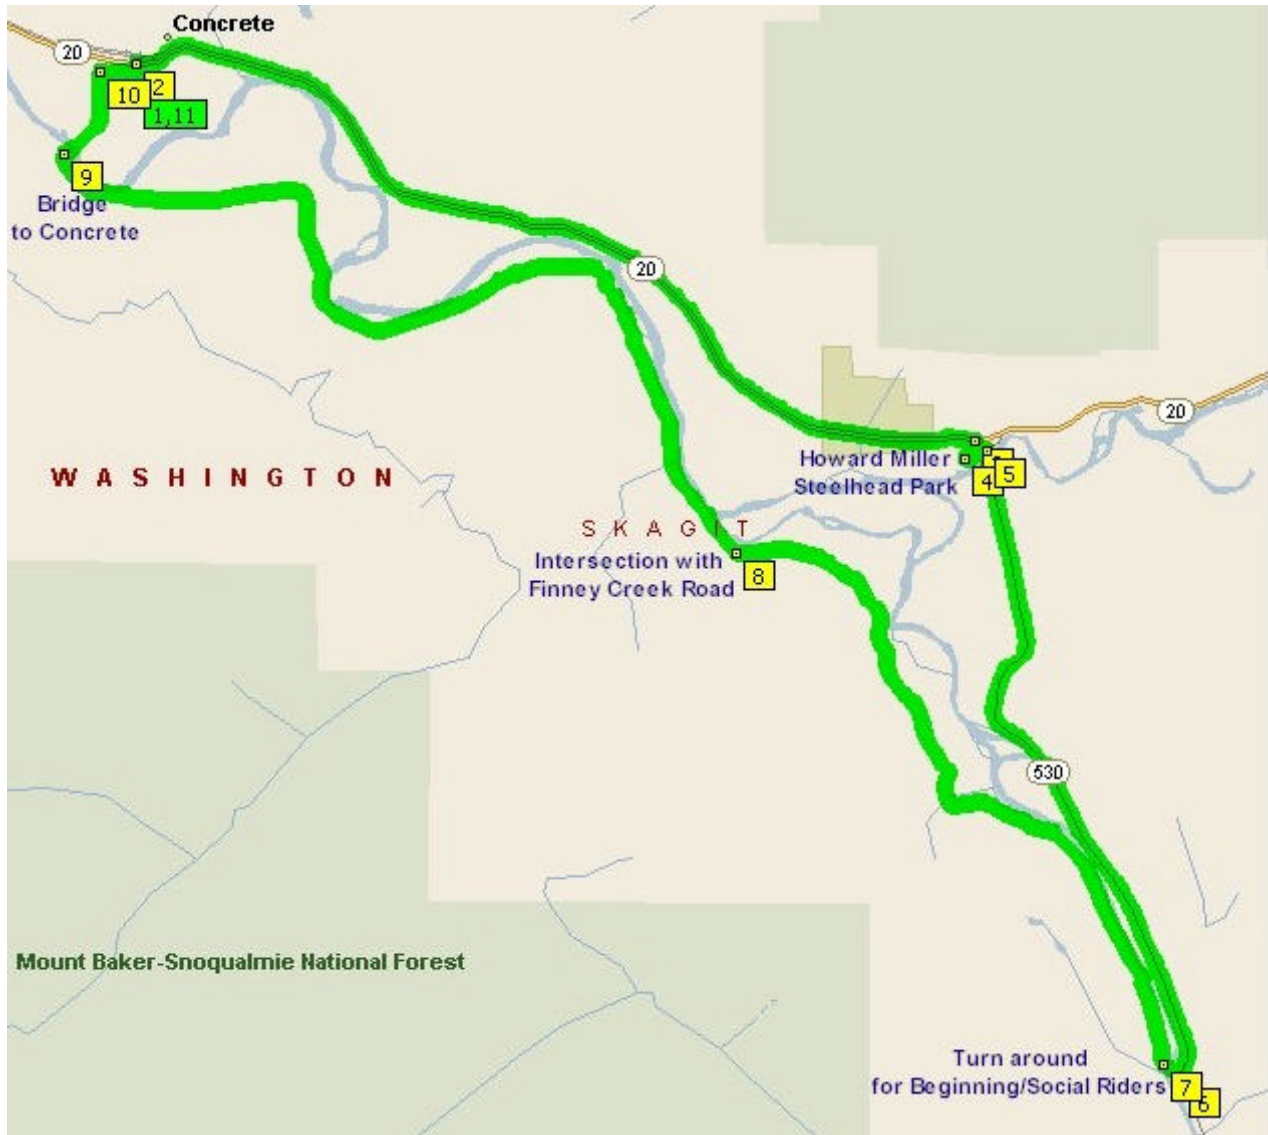 Concrete
20
10
2
1,11
9
Bridge
to Concrete
20
20
Howard Miller
Steelhead Park
4
5
WASHINGTON
SKAGIT
Intersection with
Finney Creek Road
8
530
Mount Baker-Snoqualmie National Forest
Turn around
for Beginning/Social Riders
7
6